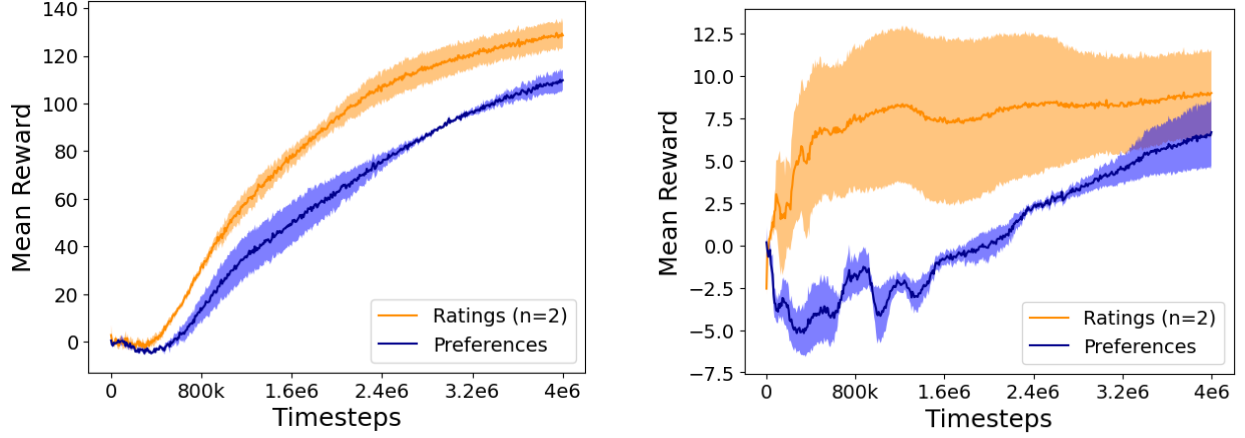 140
120
100
80
60
40
20
0
Mean Reward
0 800k 1.6e6 2.4e6 3.2e6 4e6
Timesteps
Ratings (n=2)
Preferences
12.5
10.0
7.5
5.0
2.5
0.0
−2.5
−5.0
−7.5
Mean Reward
0 800k 1.6e6 2.4e6 3.2e6 4e6
Timesteps
Ratings (n=2)
Preferences